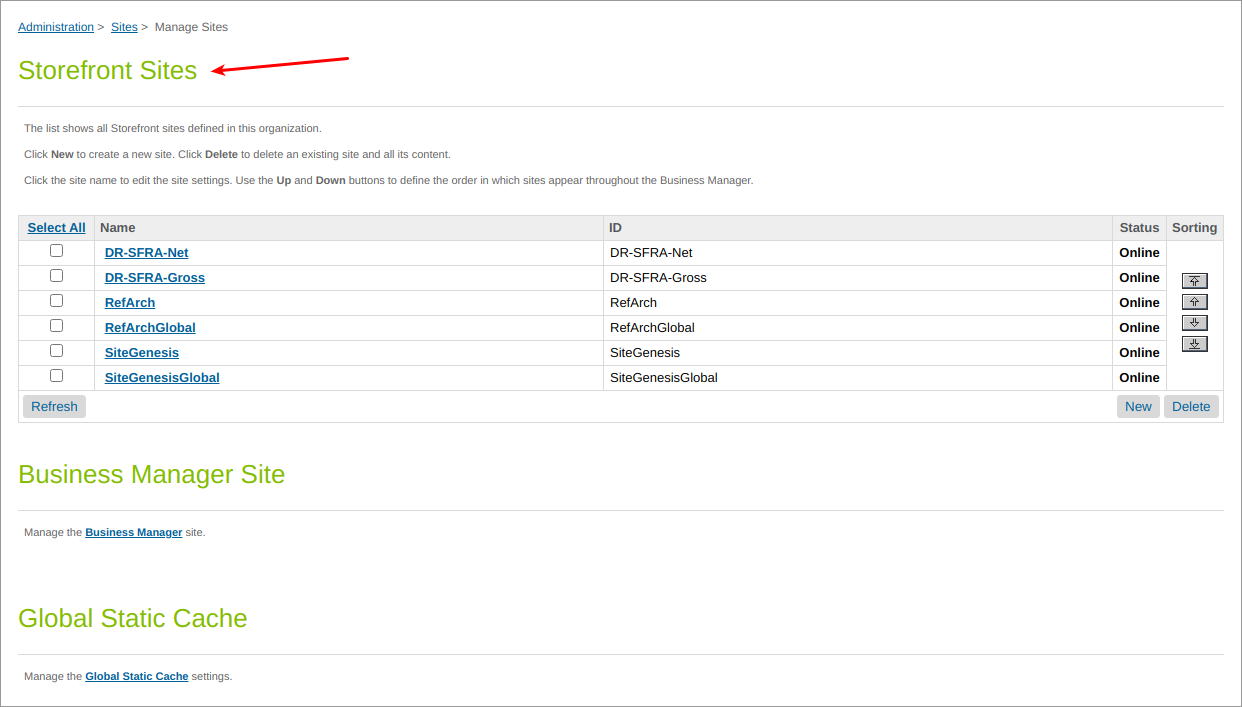 Administration > Sites > Manage Sites
Storefront Sites
The list shows all Storefront sites defined in this organization.
Click New to create a new site. Click Delete to delete an existing site and all its content.
Click the site name to edit the site settings. Use the Up and Down buttons to define the order in which sites appear throughout the Business Manager.
Select All Name ID Status Sorting
DR-SFRA-Net DR-SFRA-Net Online
DR-SFRA-Gross DR-SFRA-Gross Online
RefArch RefArch Online
RefArchGlobal RefArchGlobal Online
SiteGenesis SiteGenesis Online
SiteGenesisGlobal SiteGenesisGlobal Online
Refresh New Delete
Business Manager Site
Manage the Business Manager site.
Global Static Cache
Manage the Global Static Cache settings.